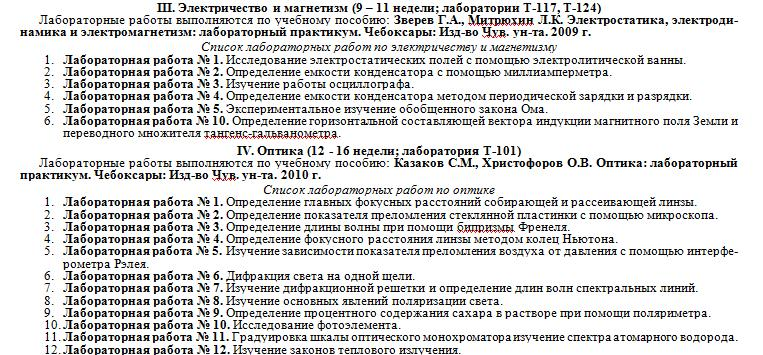 III. Электричество и магнетизм (9 – 11 недели; лаборатории Т-117, Т-124)
Лабораторные работы выполняются по учебному пособию: Зверев Г.А., Митрюхин Л.К. Электростатика, электроди-
намика и электромагнетизм: лабораторный практикум. Чебоксары: Изд-во Чув. ун-та. 2009 г.
Список лабораторных работ по электричеству и магнетизму
1. Лабораторная работа № 1. Исследование электростатических полей с помощью электролитической ванны.
2. Лабораторная работа № 2. Определение емкости конденсатора с помощью миллиамперметра.
3. Лабораторная работа № 3. Изучение работы осциллографа.
4. Лабораторная работа № 4. Определение емкости конденсатора методом периодической зарядки и разрядки.
5. Лабораторная работа № 5. Экспериментальное изучение обобщенного закона Ома.
6. Лабораторная работа № 10. Определение горизонтальной составляющей вектора индукции магнитного поля Земли и
переводного множителя тангенс-гальванометра.
IV. Оптика (12 - 16 недели; лаборатория Т-101)
Лабораторные работы выполняются по учебному пособию: Казаков С.М., Христофоров О.В. Оптика: лабораторный
практикум. Чебоксары: Изд-во Чув. ун-та. 2010 г.
Список лабораторных работ по оптике
1. Лабораторная работа № 1. Определение главных фокусных расстояний собирающей и рассеивающей линзы.
2. Лабораторная работа № 2. Определение показателя преломления стеклянной пластинки с помощью микроскопа.
3. Лабораторная работа № 3. Определение длины волны при помощи бипризмы Френеля.
4. Лабораторная работа № 4. Определение фокусного расстояния линзы методом колец Ньютона.
5. Лабораторная работа № 5. Изучение зависимости показателя преломления воздуха от давления с помощью интерфе-
рометра Рэлея.
6. Лабораторная работа № 6. Дифракция света на одной щели.
7. Лабораторная работа № 7. Изучение дифракционной решетки и определение длин волн спектральных линий.
8. Лабораторная работа № 8. Изучение основных явлений поляризации света.
9. Лабораторная работа № 9. Определение процентного содержания сахара в растворе при помощи поляриметра.
10. Лабораторная работа № 10. Исследование фотоэлемента.
11. Лабораторная работа № 11. Градуировка шкалы оптического монохроматора изучение спектра атомарного водорода.
12. Лабораторная работа № 12. Изучение законов теплового излучения.